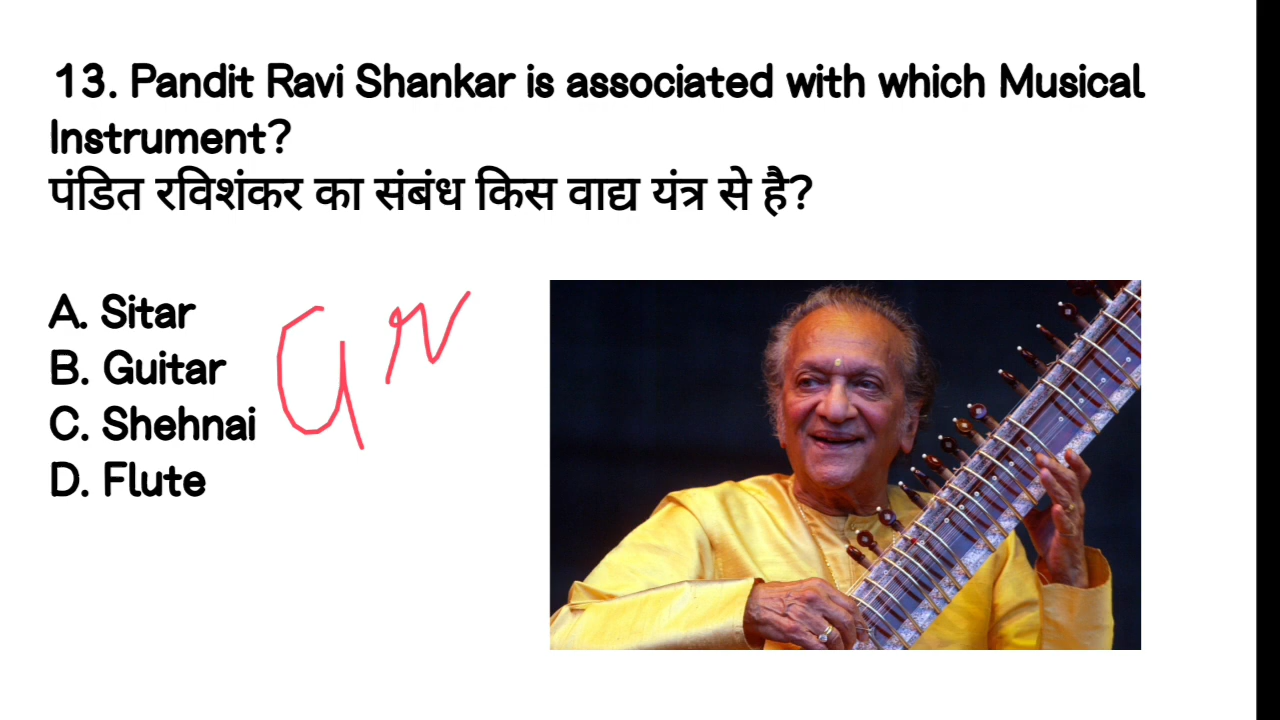 13. Pandit Ravi Shankar is associated with which Musical
Instrument?
पंडित रविशंकर का संबंध किस वाद्य यंत्र से है?
A. Sitar
B. Guitar
C. Shehnai
D. Flute